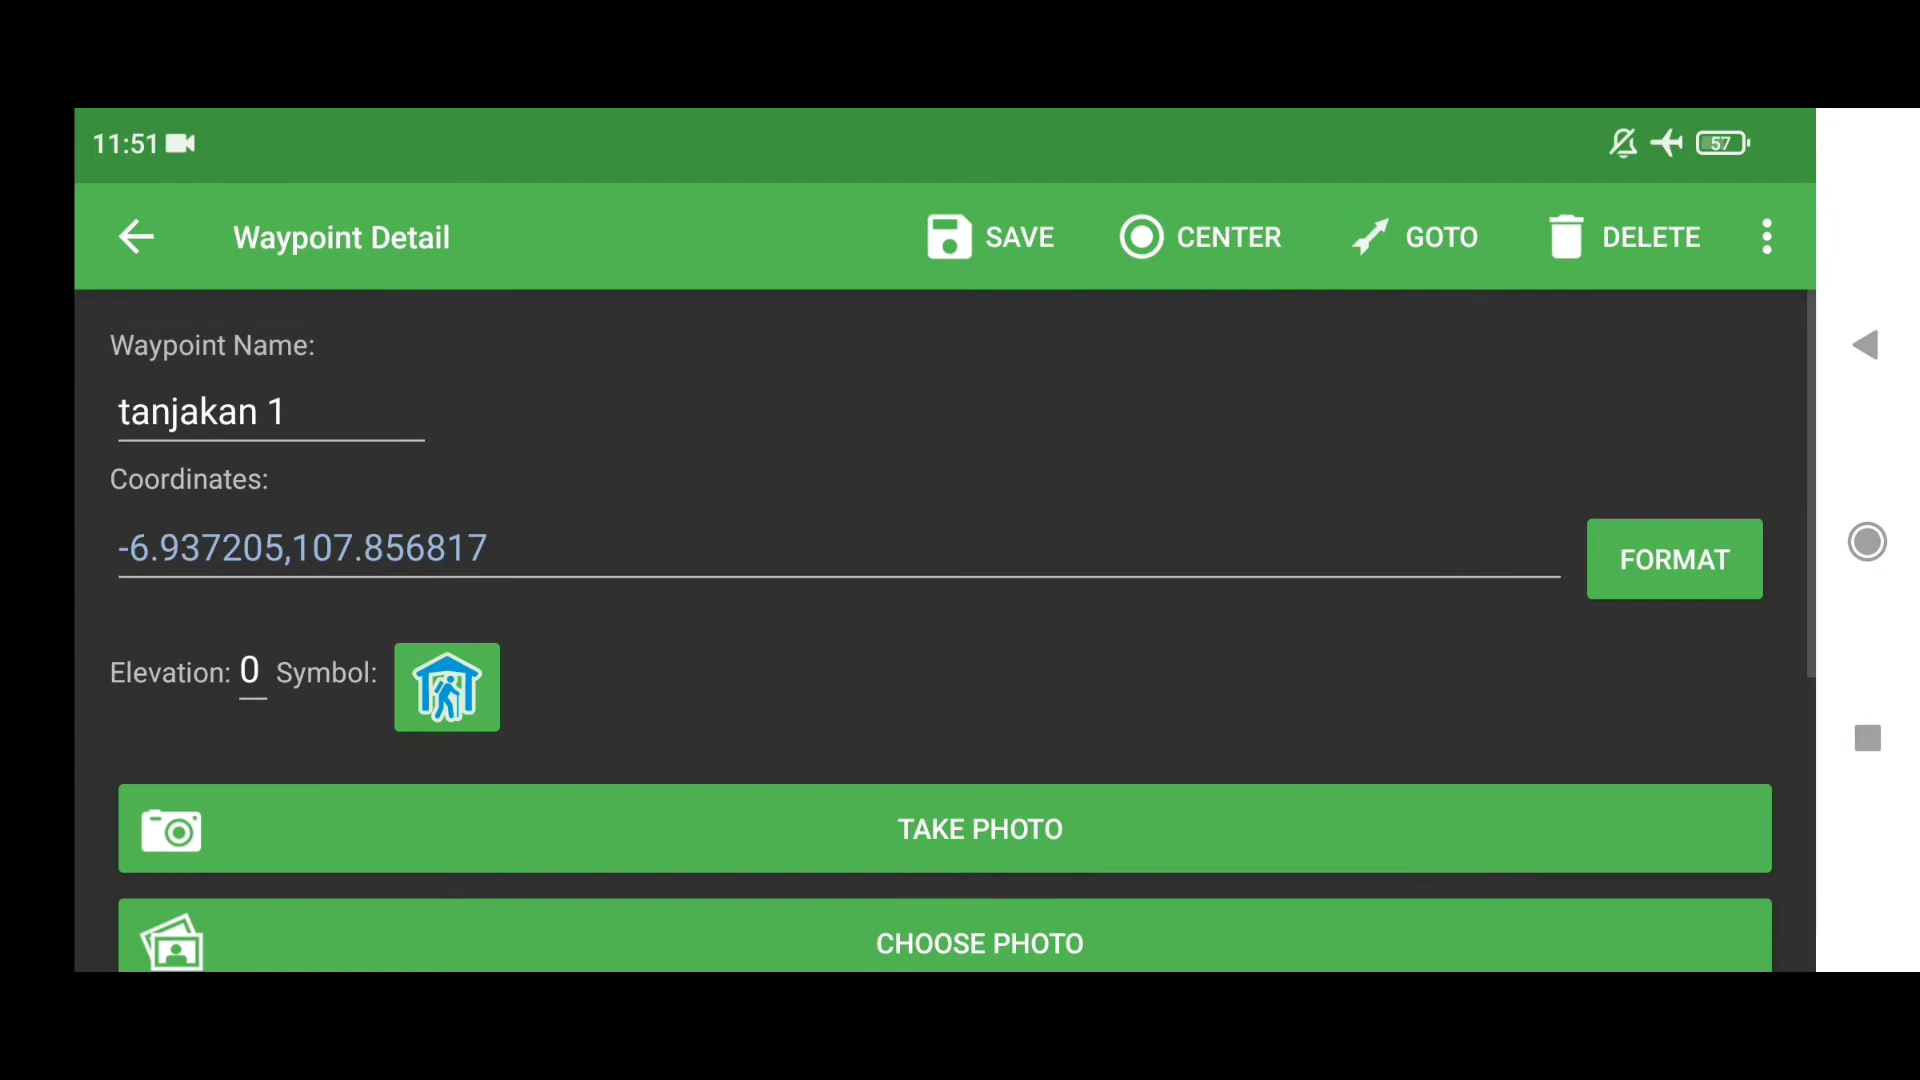 11:51
57
Waypoint Detail
SAVE
CENTER
GOTO
DELETE
Waypoint Name:
tanjakan 1
Coordinates:
-6.937205,107.856817
FORMAT
Elevation: 0 Symbol:
TAKE PHOTO
CHOOSE PHOTO